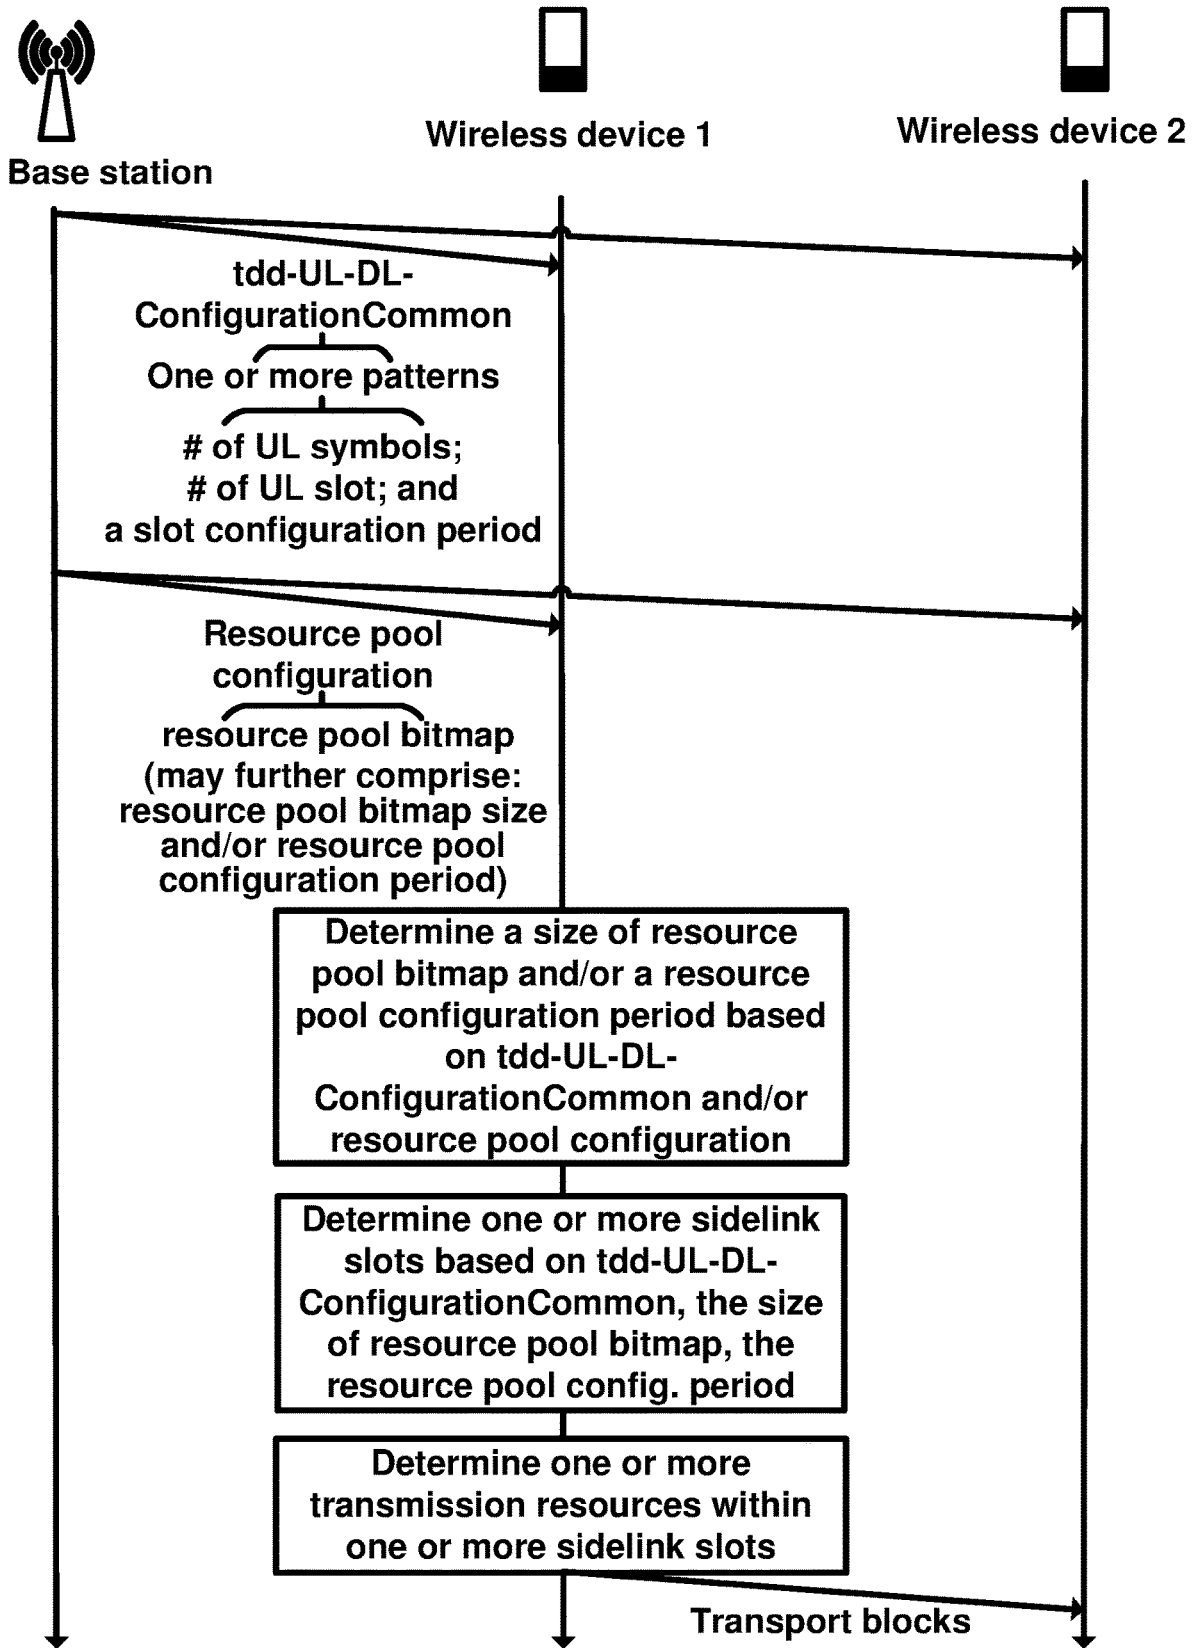 Base station
Wireless device 1
Wireless device 2
tdd-UL-DL-
ConfigurationCommon
One or more patterns
# of UL symbols;
# of UL slot; and
a slot configuration period
Resource pool
configuration
resource pool bitmap
(may further comprise:
resource pool bitmap size
and/or resource pool
configuration period)
Determine a size of resource
pool bitmap and/or a resource
pool configuration period based
on tdd-UL-DL-
ConfigurationCommon and/or
resource pool configuration
Determine one or more sidelink
slots based on tdd-UL-DL-
ConfigurationCommon, the size
of resource pool bitmap, the
resource pool config. period
Determine one or more
transmission resources within
one or more sidelink slots
Transport blocks